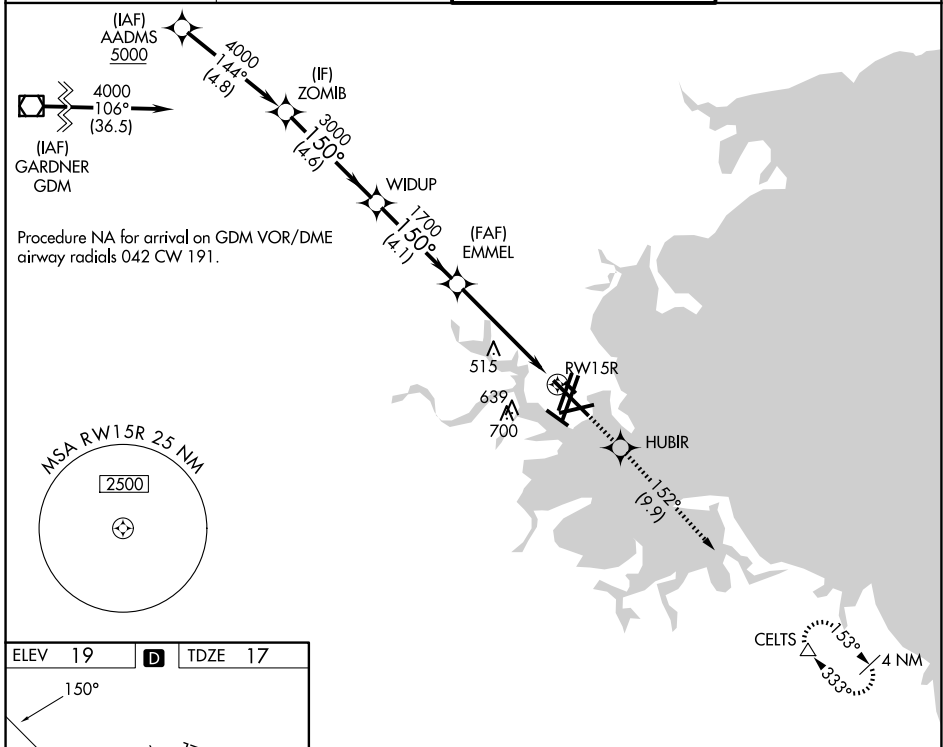 (IAF)
AADMS
5000
4000
144°
(4.8)
(IF)
ZOMIB
4000
106°
(36.5)
(IAF)
GARDNER
GDM
3000
150°
(4.6)
WIDUP
1700
150°
(4.1)
(FAF)
EMMEL
Procedure NA for arrival on GDM VOR/DME
airway radials 042 CW 191.
515
RW15R
639
700
HUBIR
152°
(9.9)
MSA RW15R 25 NM
2500
CELTS
153°
4 NM
333°
ELEV 19
D
TDZE 17
150°